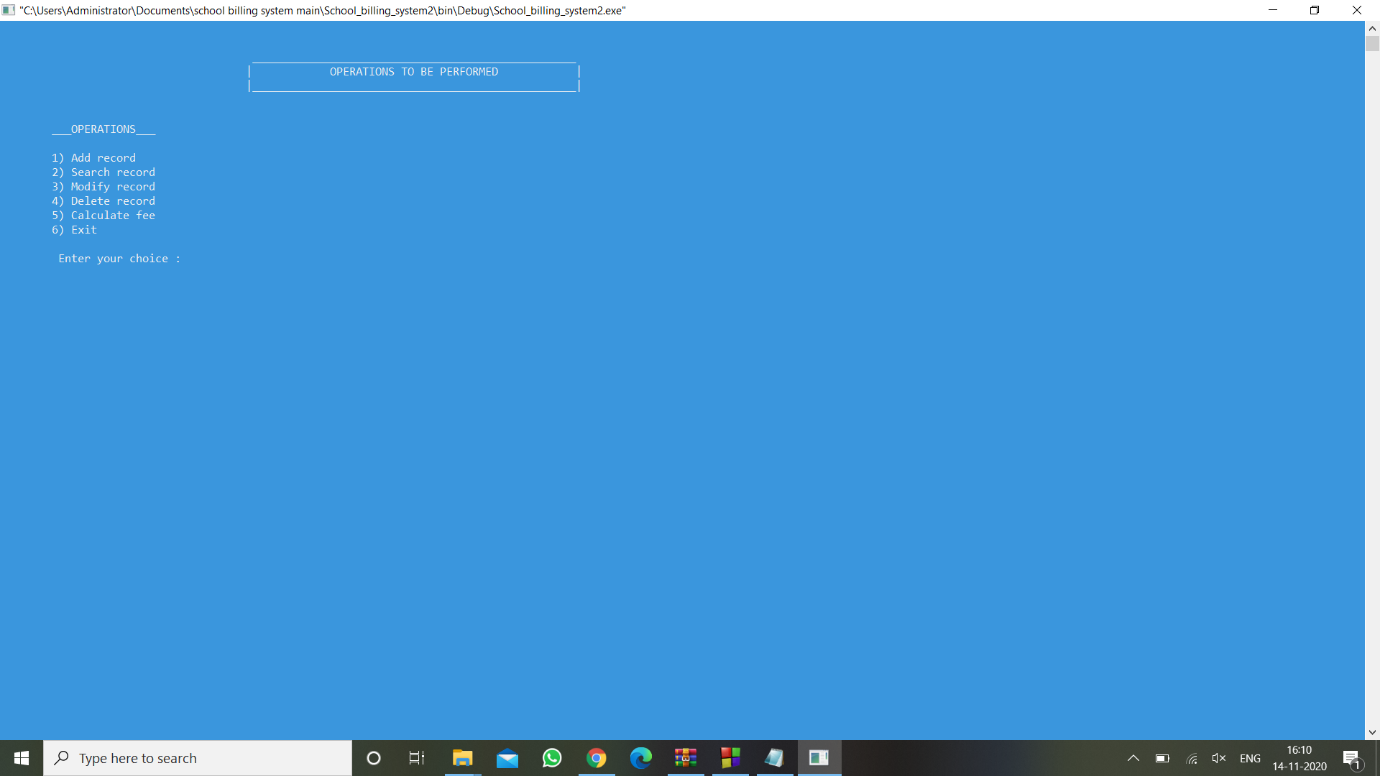 "C:\Users\Administrator\Documents\school billing system main\School_billing_system2\bin\Debug\School_billing_system2.exe"
OPERATIONS TO BE PERFORMED
___OPERATIONS___
1) Add record
2) Search record
3) Modify record
4) Delete record
5) Calculate fee
6) Exit
Enter your choice :
Type here to search
ENG
16:10
14-11-2020
1